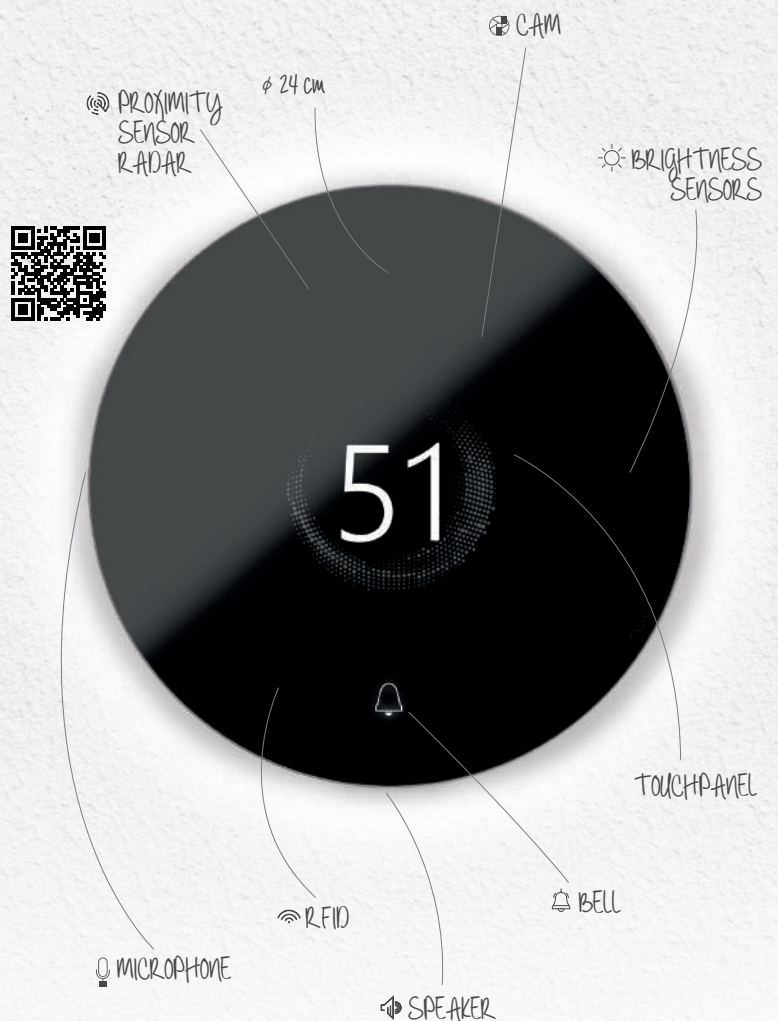 CAM
ø 24 cm
PROXIMITY
SENSOR
RADAR
BRIGHTNESS
SENSORS
51
TOUCHPANEL
BELL
RFID
MICROPHONE
SPEAKER